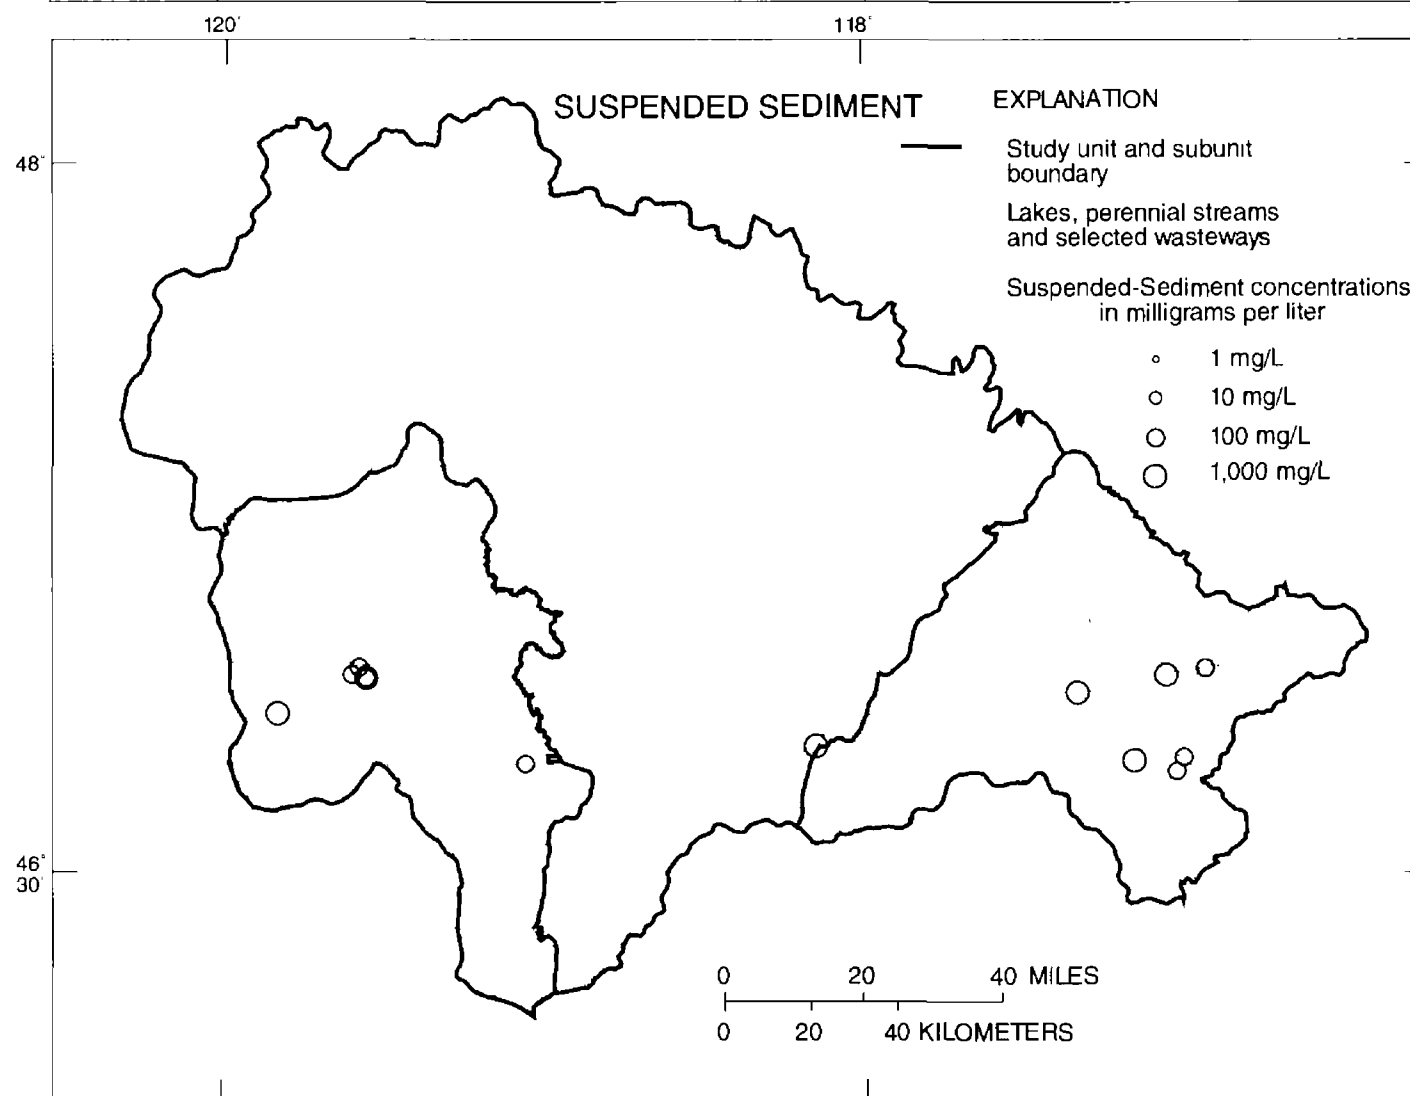 120°
118°
SUSPENDED SEDIMENT
EXPLANATION
48°
Study unit and subunit
boundary
Lakes, perennial streams
and selected wasteways
Suspended-Sediment concentrations
in milligrams per liter
1 mg/L
10 mg/L
100 mg/L
1,000 mg/L
46°
30'
0 20 40 MILES
0 20 40 KILOMETERS